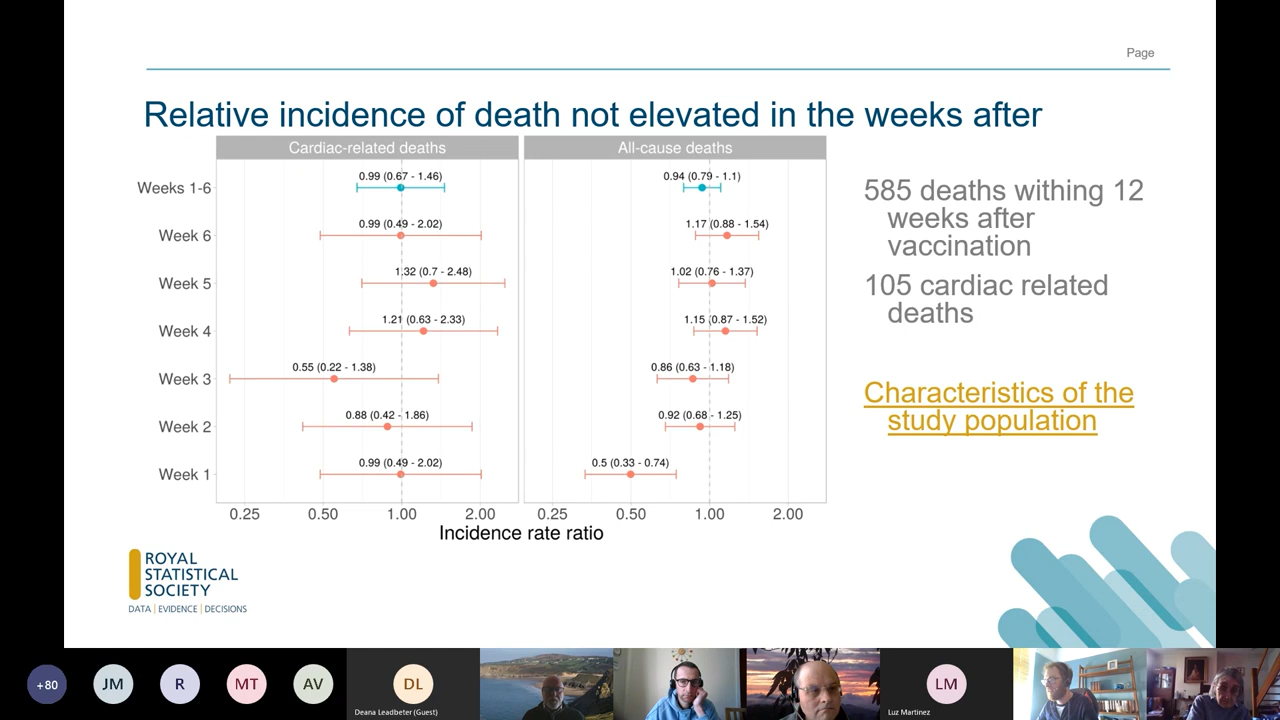 Page
Relative incidence of death not elevated in the weeks after
Cardiac-related deaths
All-cause deaths
Weeks 1-6
0.99 (0.67 - 1.46)
0.94 (0.79 - 1.1)
Week 6
0.99 (0.49 - 2.02)
1.17 (0.88 - 1.54)
Week 5
1.32 (0.7 - 2.48)
1.02 (0.76 - 1.37)
Week 4
1.21 (0.63 - 2.33)
1.15 (0.87 - 1.52)
Week 3
0.55 (0.22 - 1.38)
0.86 (0.63 - 1.18)
Week 2
0.88 (0.42 - 1.86)
0.92 (0.68 - 1.25)
Week 1
0.99 (0.49 - 2.02)
0.5 (0.33 - 0.74)
0.25 0.50 1.00 2.00
0.25 0.50 1.00 2.00
Incidence rate ratio
585 deaths withing 12
weeks after
vaccination
105 cardiac related
deaths
Characteristics of the
study population
ROYAL
STATISTICAL
SOCIETY
DATA | EVIDENCE | DECISIONS
+80
JM
R
MT
AV
DL
Deana Leadbeter (Guest)
LM
Luz Martinez